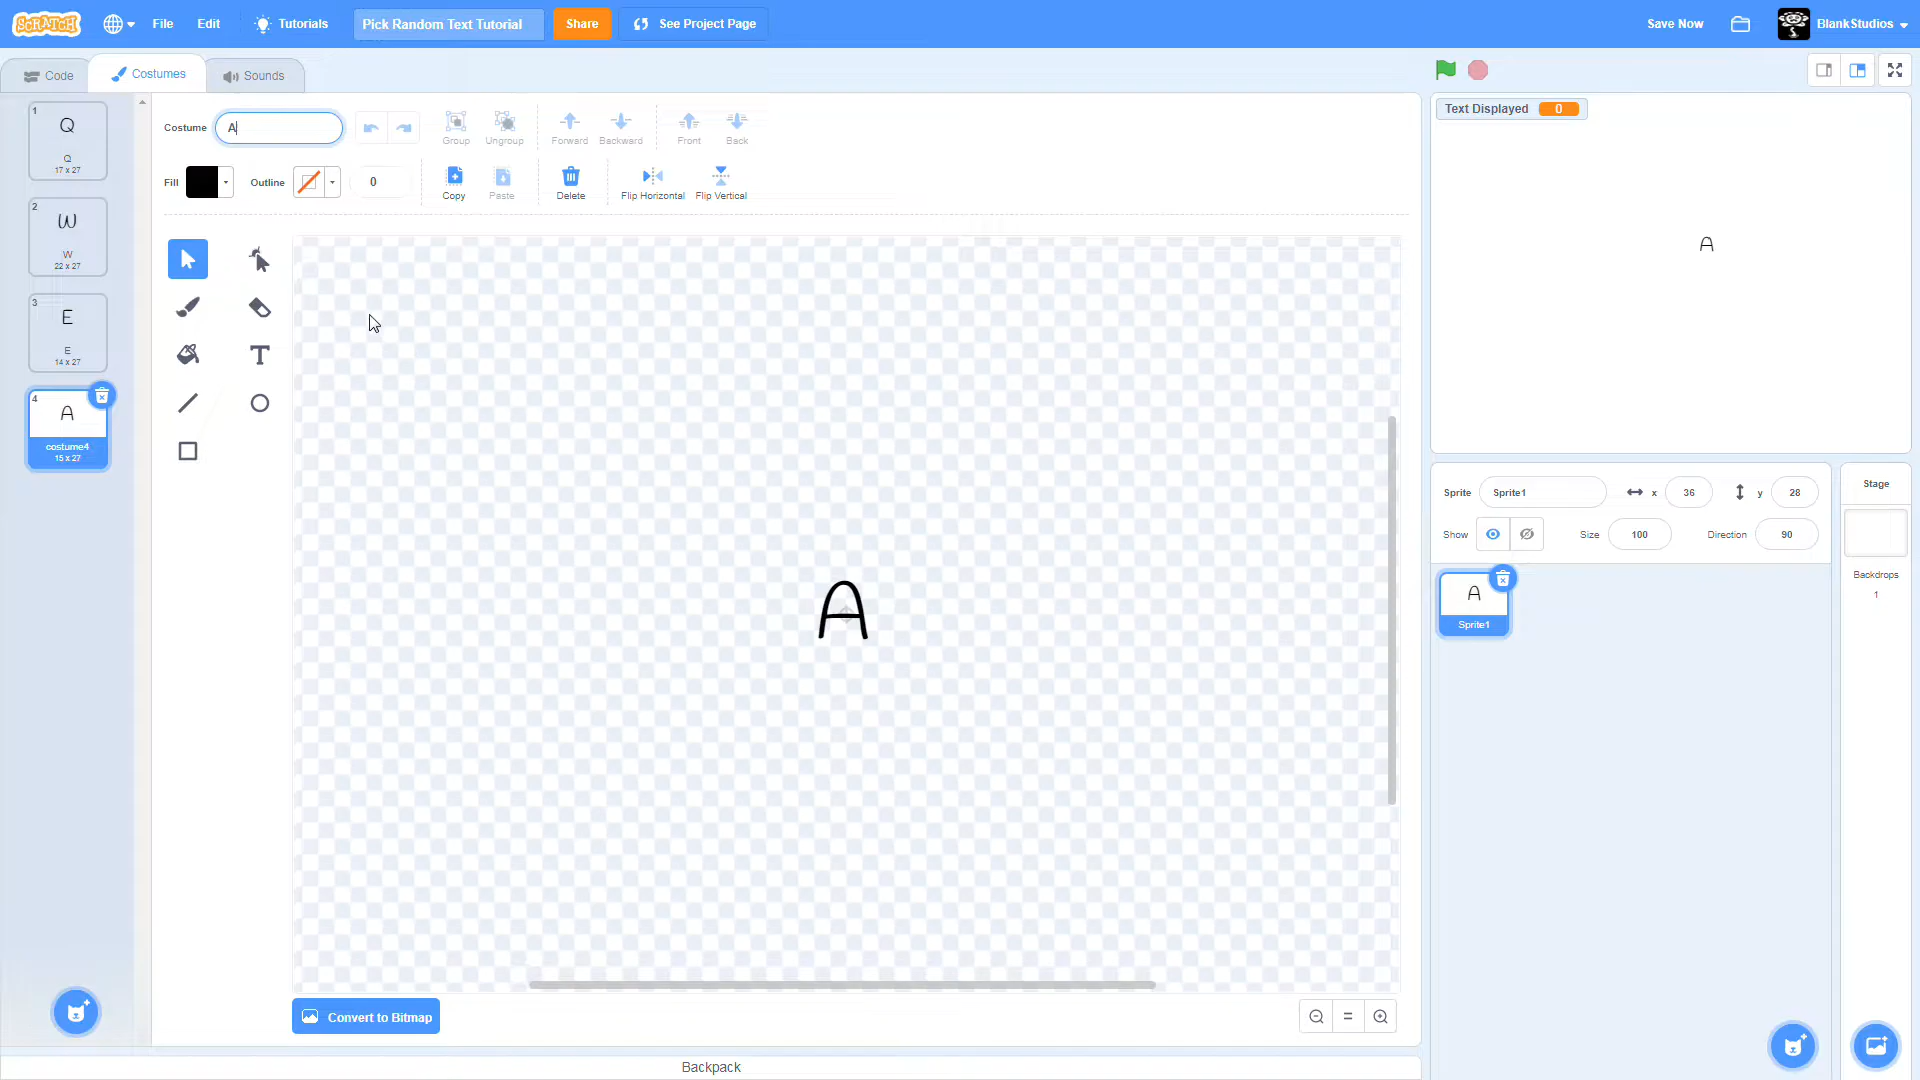 SCRATCH File Edit Tutorials Pick Random Text Tutorial Share See Project Page Save Now BlankStudios
Code Costumes Sounds
Text Displayed 0
1
Q
Q
17 x 27
2
W
W
22 x 27
3
E
E
14 x 27
4
A
costume4
15 x 27
Costume A Group Ungroup Forward Backward Front Back
Fill Outline 0 Copy Paste Delete Flip Horizontal Flip Vertical
T
A
Convert to Bitmap
=
Backpack
A
Sprite Sprite1 x 36 y 28
Show Size 100 Direction 90
A
Sprite1
Stage
Backdrops
1